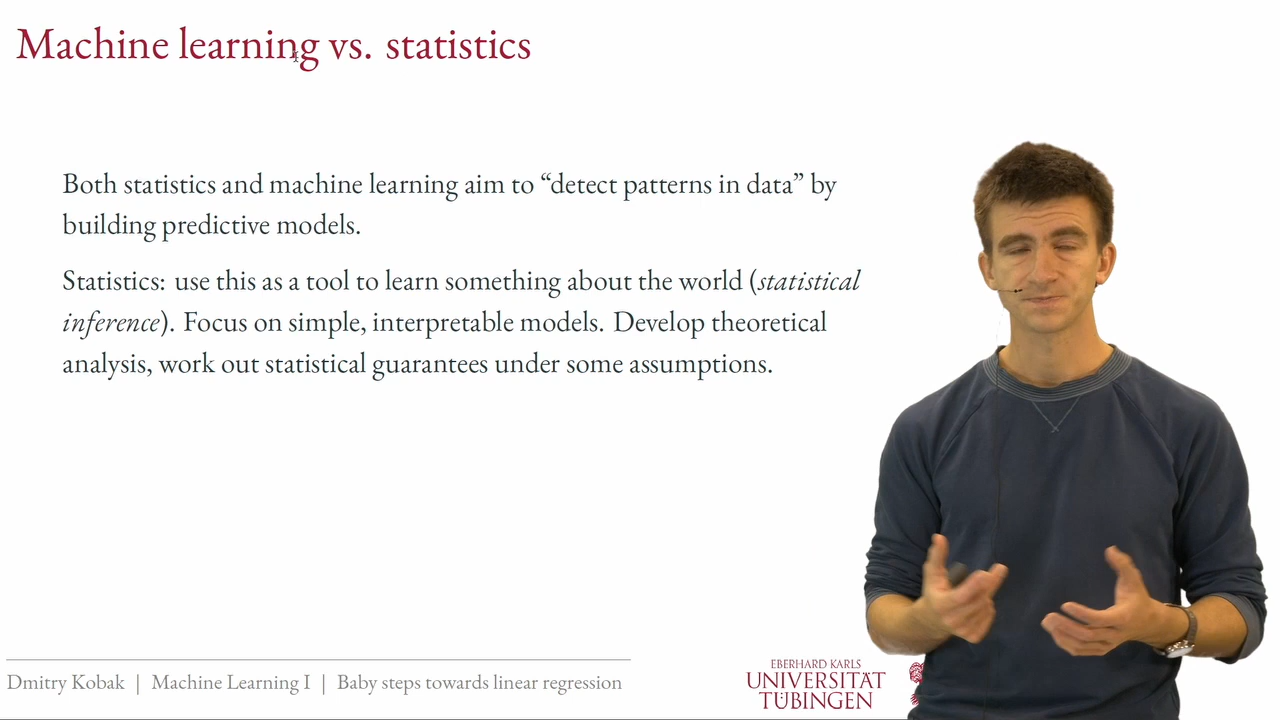 Machine learning vs. statistics
Both statistics and machine learning aim to “detect patterns in data” by
building predictive models.
Statistics: use this as a tool to learn something about the world (statistical
inference). Focus on simple, interpretable models. Develop theoretical
analysis, work out statistical guarantees under some assumptions.
Dmitry Kobak | Machine Learning I | Baby steps towards linear regression
EBERHARD KARLS
UNIVERSITÄT
TÜBINGEN